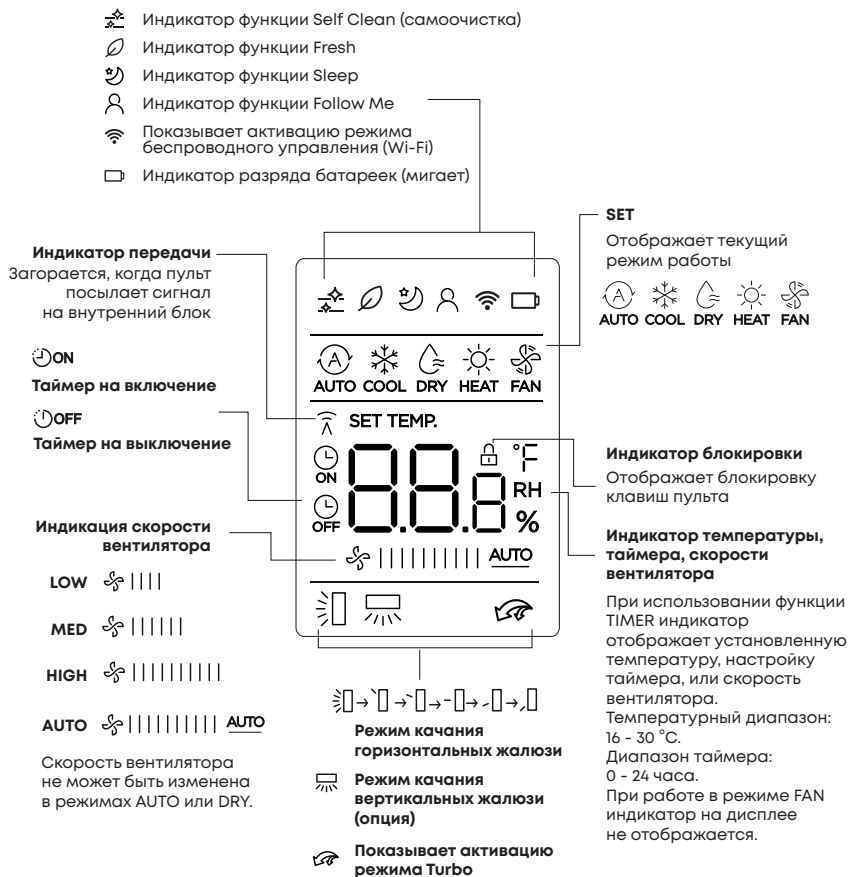 Индикатор функции Self Clean (самоочистка)
Индикатор функции Fresh
Индикатор функции Sleep
Индикатор функции Follow Me
Показывает активацию режима
беспроводного управления (Wi-Fi)
Индикатор разряда батареек (мигает)
Индикатор передачи
Загорается, когда пульт
посылает сигнал
на внутренний блок
ON
Таймер на включение
OFF
Таймер на выключение
Индикация скорости
вентилятора
LOW
MED
HIGH
AUTO AUTO
Скорость вентилятора
не может быть изменена
в режимах AUTO или DRY.
A
AUTO COOL DRY HEAT FAN
SET TEMP.
ON
OFF
88.8
°F
RH
%
AUTO
Режим качания
горизонтальных жалюзи
Режим качания
вертикальных жалюзи
(опция)
Показывает активацию
режима Turbo
SET
Отображает текущий
режим работы
A
AUTO COOL DRY HEAT FAN
Индикатор блокировки
Отображает блокировку
клавиш пульта
Индикатор температуры,
таймера, скорости
вентилятора
При использовании функции
TIMER индикатор
отображает установленную
температуру, настройку
таймера, или скорость
вентилятора.
Температурный диапазон:
16 - 30 °C.
Диапазон таймера:
0 - 24 часа.
При работе в режиме FAN
индикатор на дисплее
не отображается.